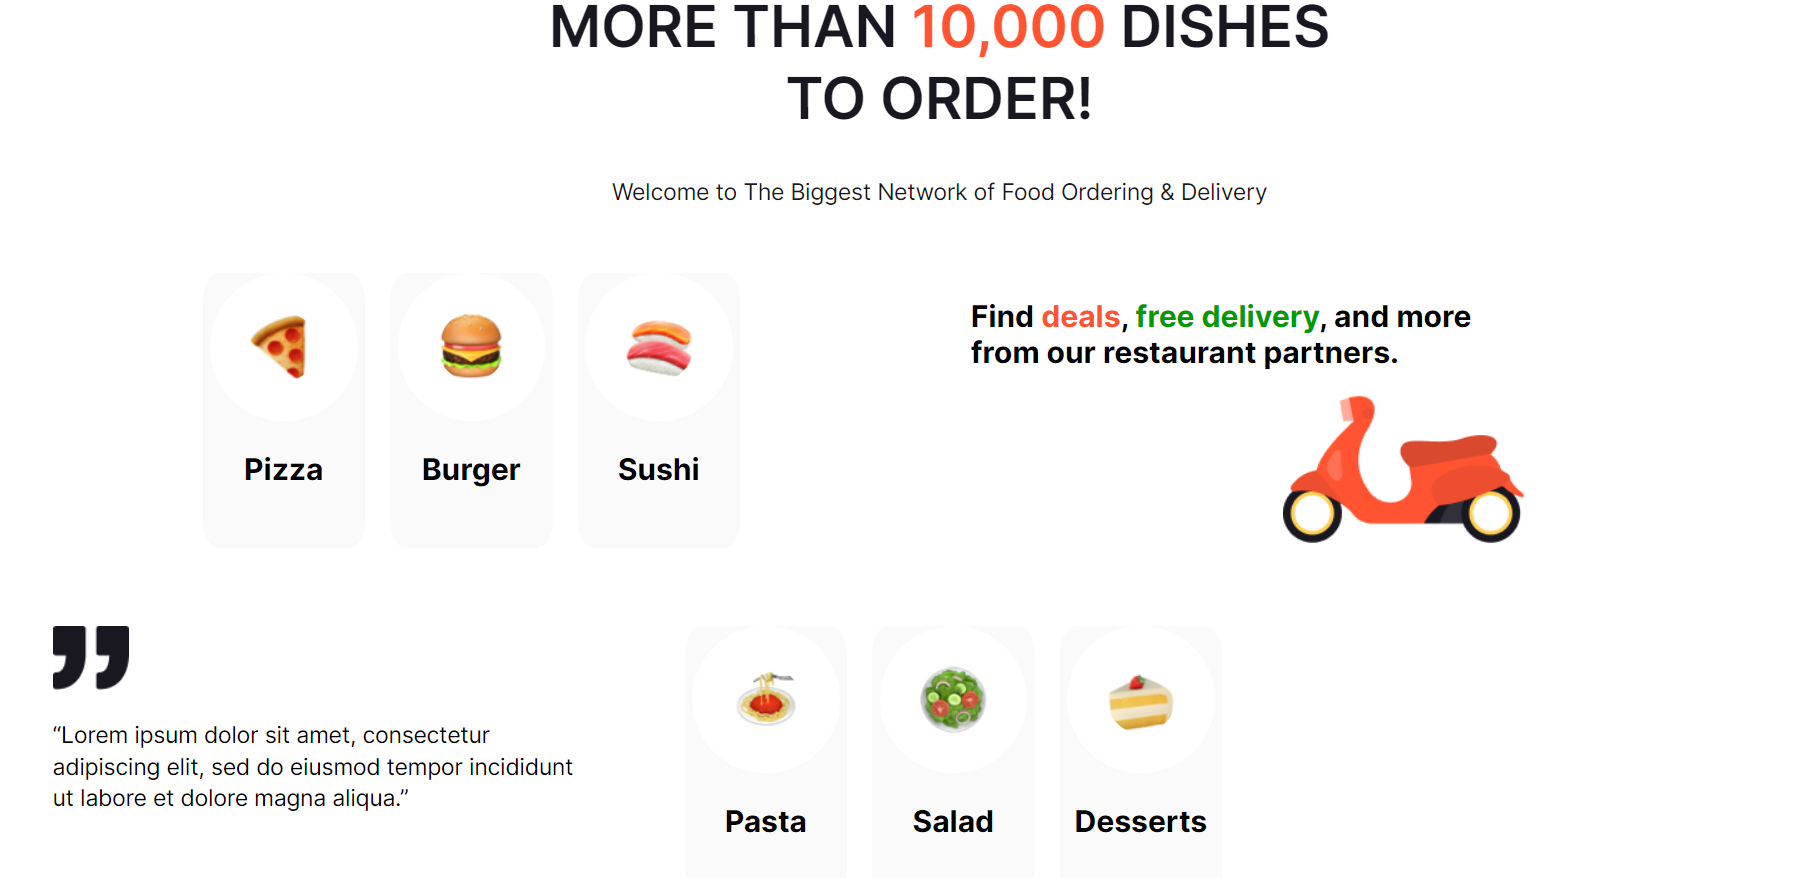 MORE THAN 10,000 DISHES
TO ORDER!
Welcome to The Biggest Network of Food Ordering & Delivery
Pizza
Burger
Sushi
Find deals, free delivery, and more
from our restaurant partners.
“Lorem ipsum dolor sit amet, consectetur
adipiscing elit, sed do eiusmod tempor incididunt
ut labore et dolore magna aliqua.”
Pasta
Salad
Desserts